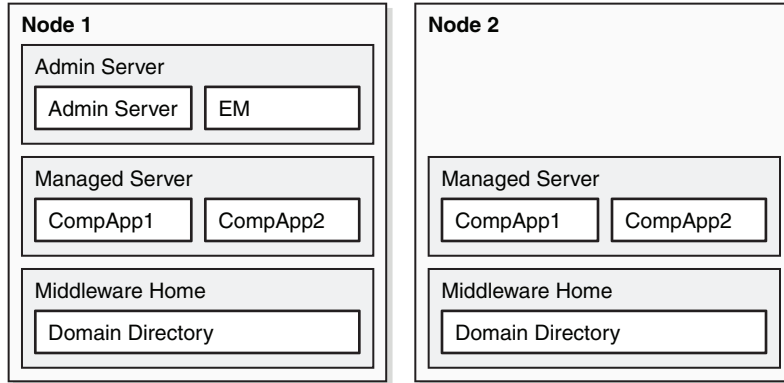 Node 1
Admin Server
Admin Server
EM
Managed Server
CompApp1
CompApp2
Middleware Home
Domain Directory
Node 2
Managed Server
CompApp1
CompApp2
Middleware Home
Domain Directory